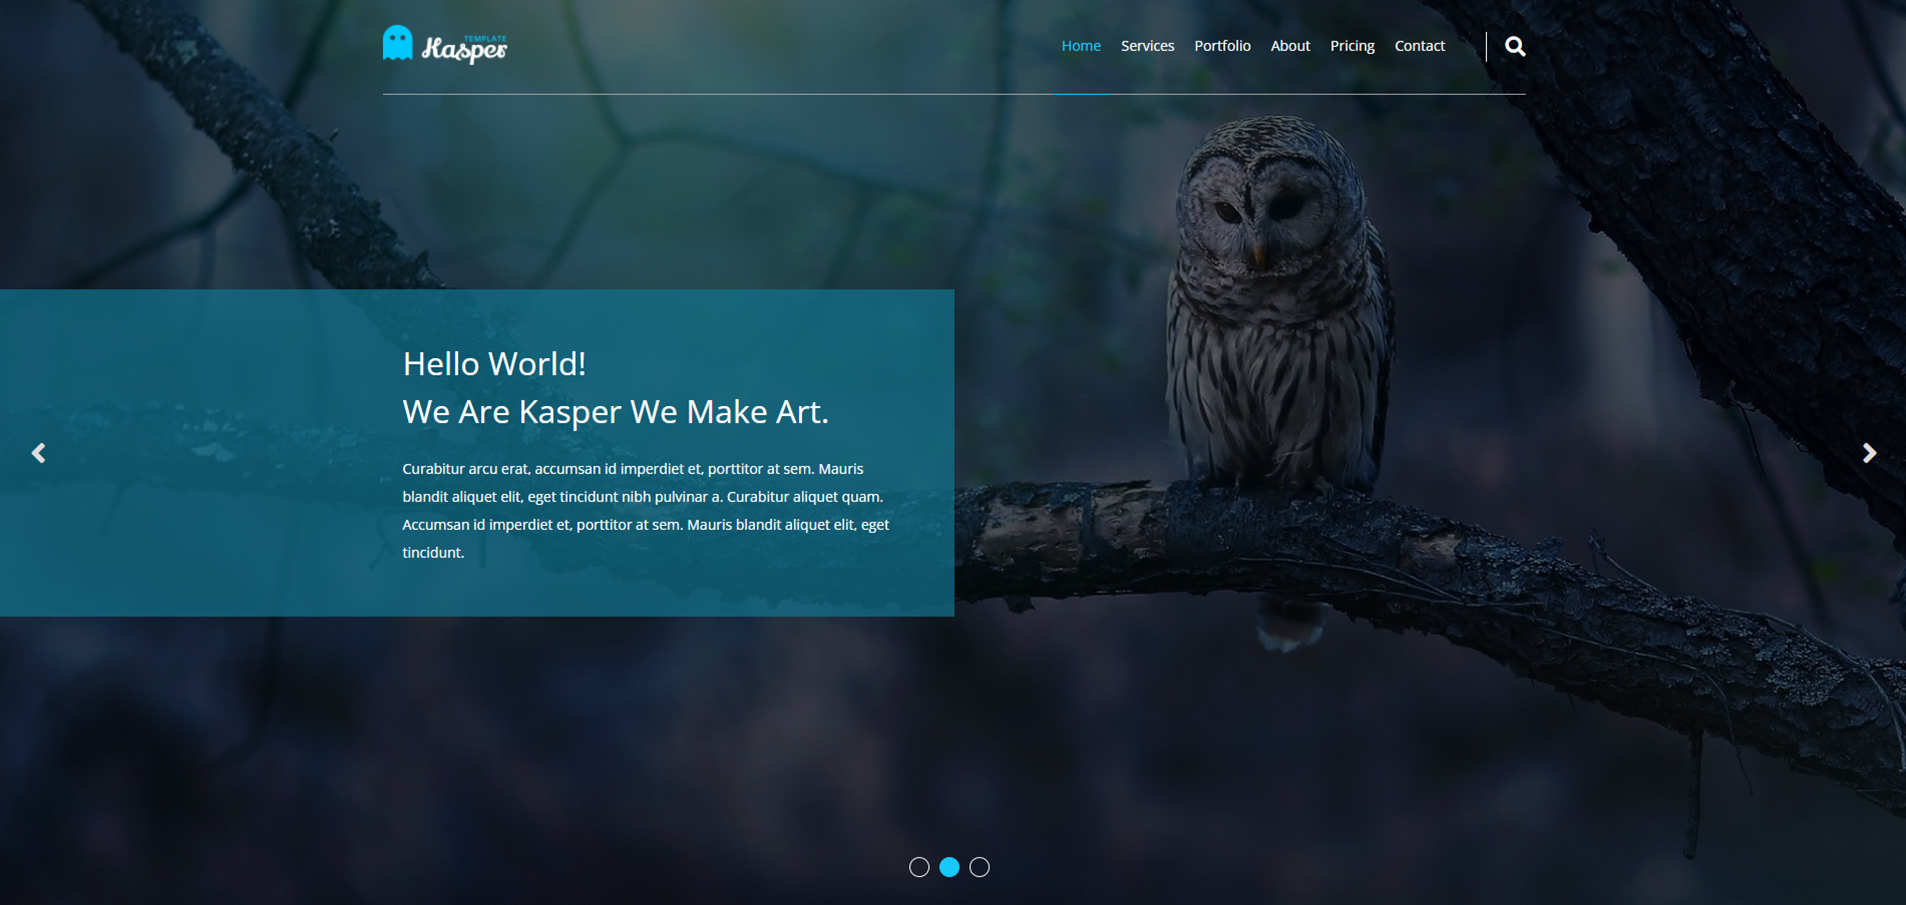 TEMPLATE
Kasper
Home Services Portfolio About Pricing Contact
Hello World!
We Are Kasper We Make Art.
Curabitur arcu erat, accumsan id imperdiet et, porttitor at sem. Mauris
blandit aliquet elit, eget tincidunt nibh pulvinar a. Curabitur aliquet quam.
Accumsan id imperdiet et, porttitor at sem. Mauris blandit aliquet elit, eget
tincidunt.